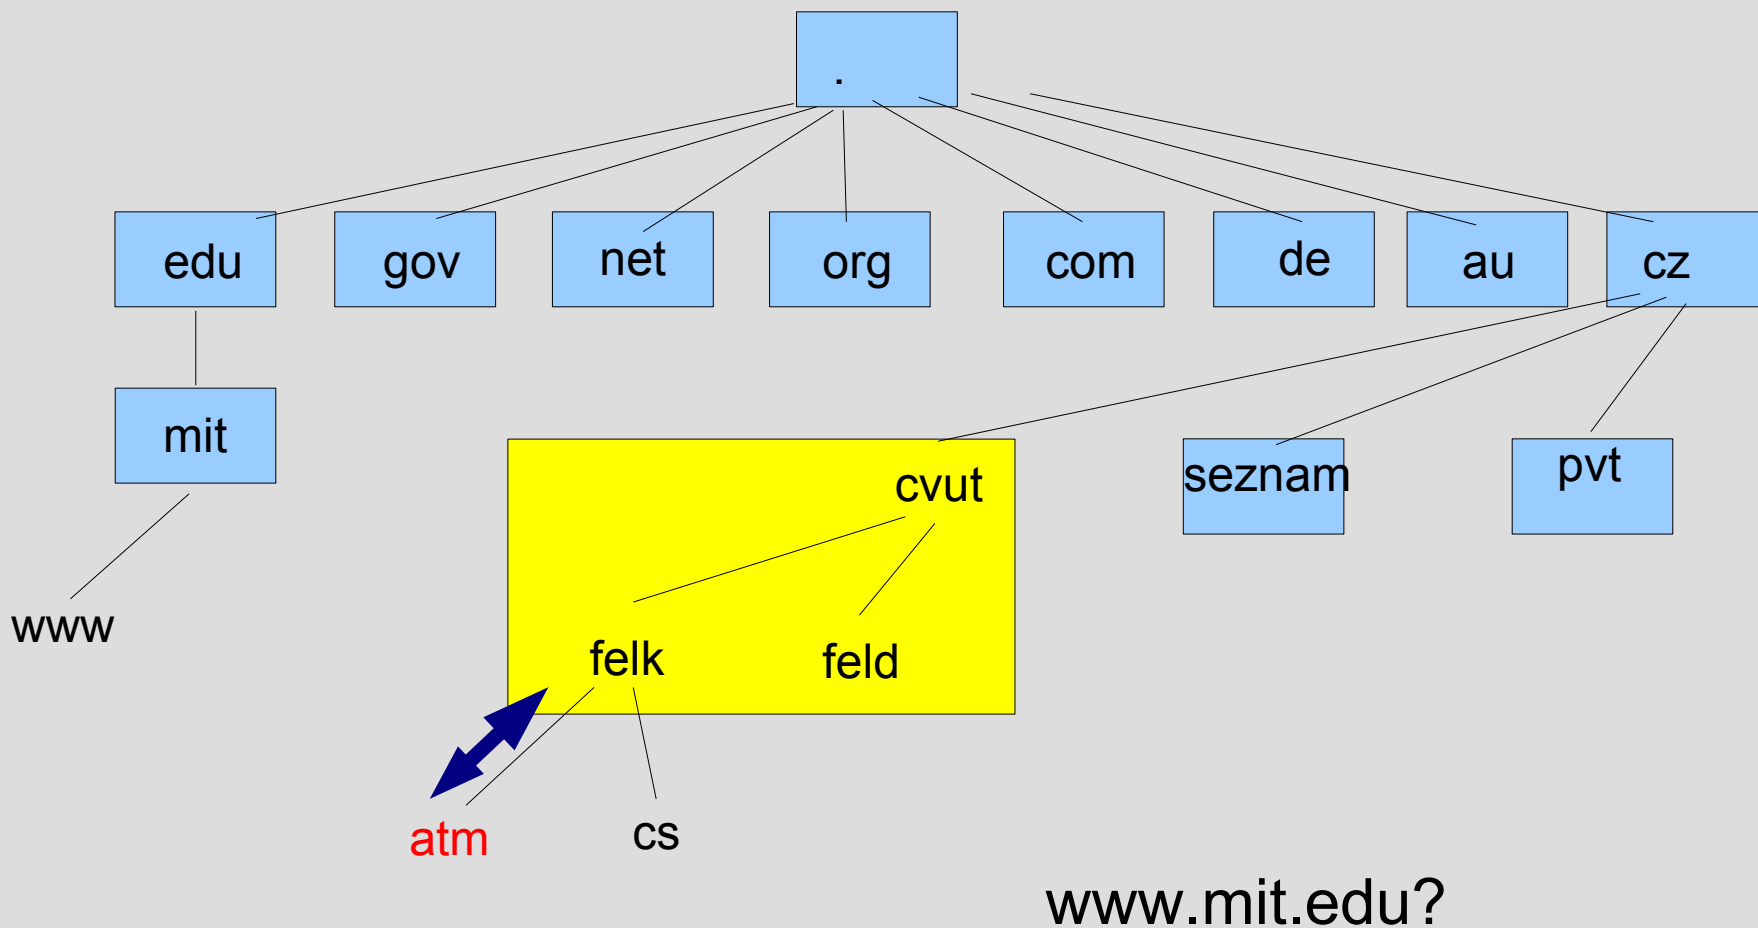 .
edu gov net org com de au cz
mit
cvut seznam pvt
www felk feld
atm cs
www.mit.edu?